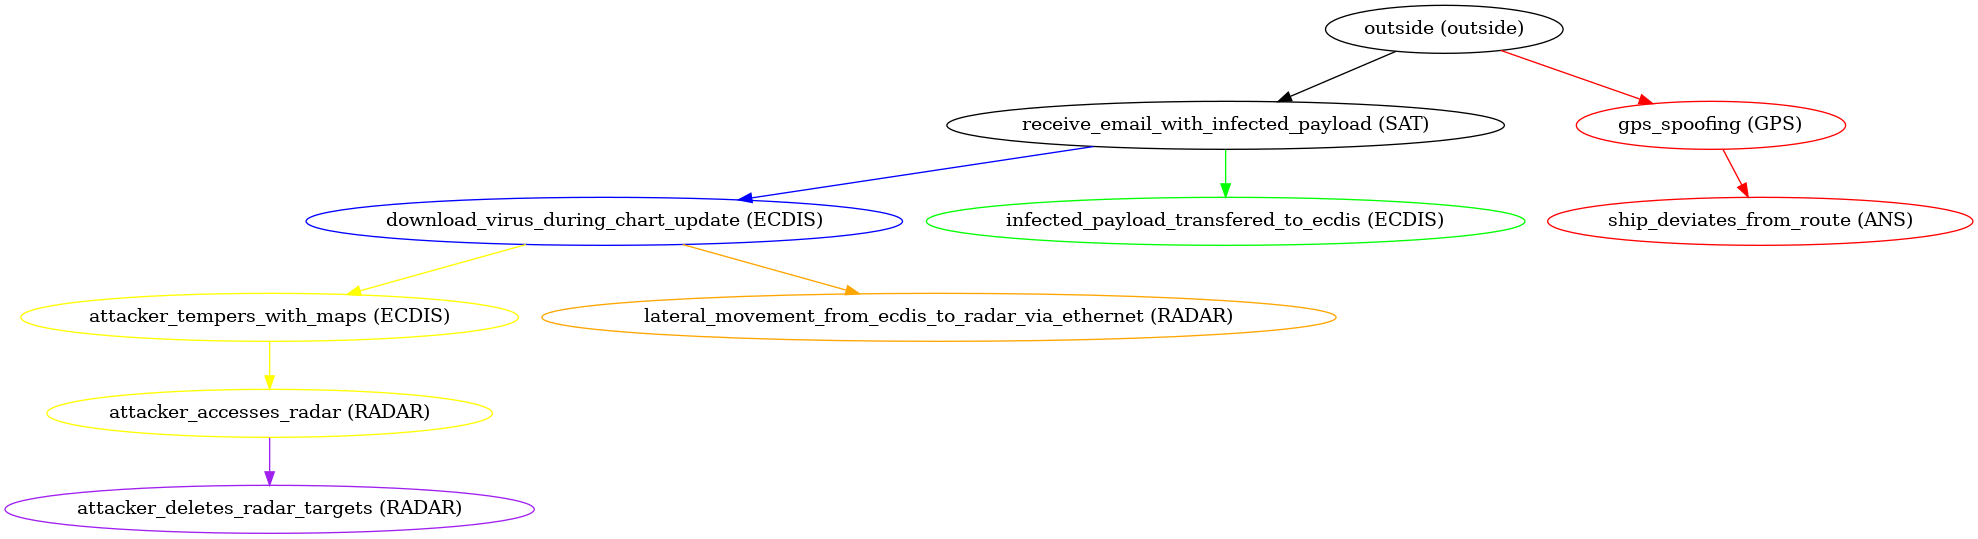 outside (outside)
receive_email_with_infected_payload (SAT)
gps_spoofing (GPS)
download_virus_during_chart_update (ECDIS)
infected_payload_transfered_to_ecdis (ECDIS)
ship_deviates_from_route (ANS)
attacker_tempers_with_maps (ECDIS)
lateral_movement_from_ecdis_to_radar_via_ethernet (RADAR)
attacker_accesses_radar (RADAR)
attacker_deletes_radar_targets (RADAR)